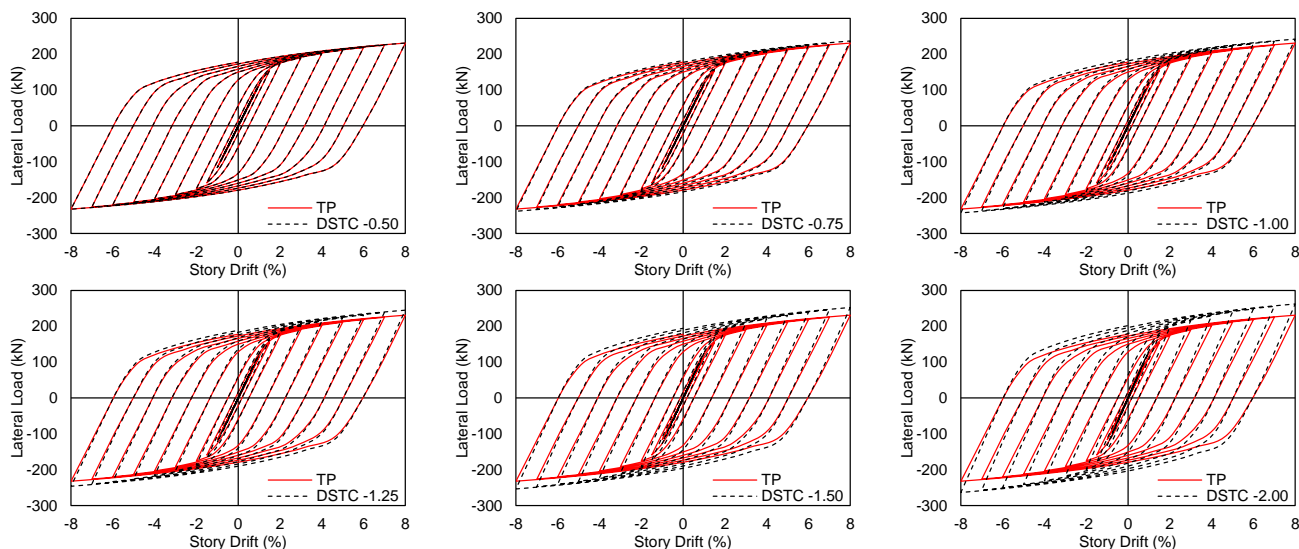 300
200
100
0
-100
-200
-300
Lateral Load (kN)
-8 -6 -4 -2 0 2 4 6 8
Story Drift (%)
TP
DSTC -0.50
300
200
100
0
-100
-200
-300
Lateral Load (kN)
-8 -6 -4 -2 0 2 4 6 8
Story Drift (%)
TP
DSTC -0.75
300
200
100
0
-100
-200
-300
Lateral Load (kN)
-8 -6 -4 -2 0 2 4 6 8
Story Drift (%)
TP
DSTC -1.00
300
200
100
0
-100
-200
-300
Lateral Load (kN)
-8 -6 -4 -2 0 2 4 6 8
Story Drift (%)
TP
DSTC -1.25
300
200
100
0
-100
-200
-300
Lateral Load (kN)
-8 -6 -4 -2 0 2 4 6 8
Story Drift (%)
TP
DSTC -1.50
300
200
100
0
-100
-200
-300
Lateral Load (kN)
-8 -6 -4 -2 0 2 4 6 8
Story Drift (%)
TP
DSTC -2.00